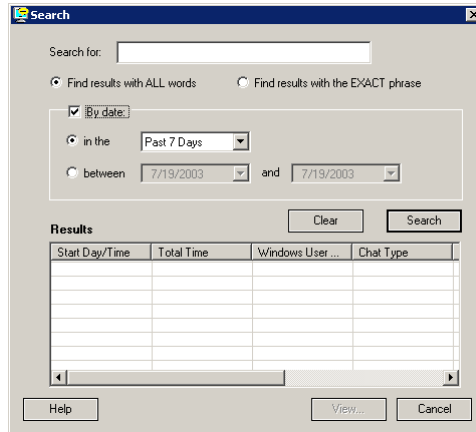 Search
Search for:
Find results with ALL words Find results with the EXACT phrase
By date:
in the Past 7 Days
between 7/19/2003 and 7/19/2003
Clear Search
Results
Start Day/Time Total Time Windows User ... Chat Type
Help View... Cancel